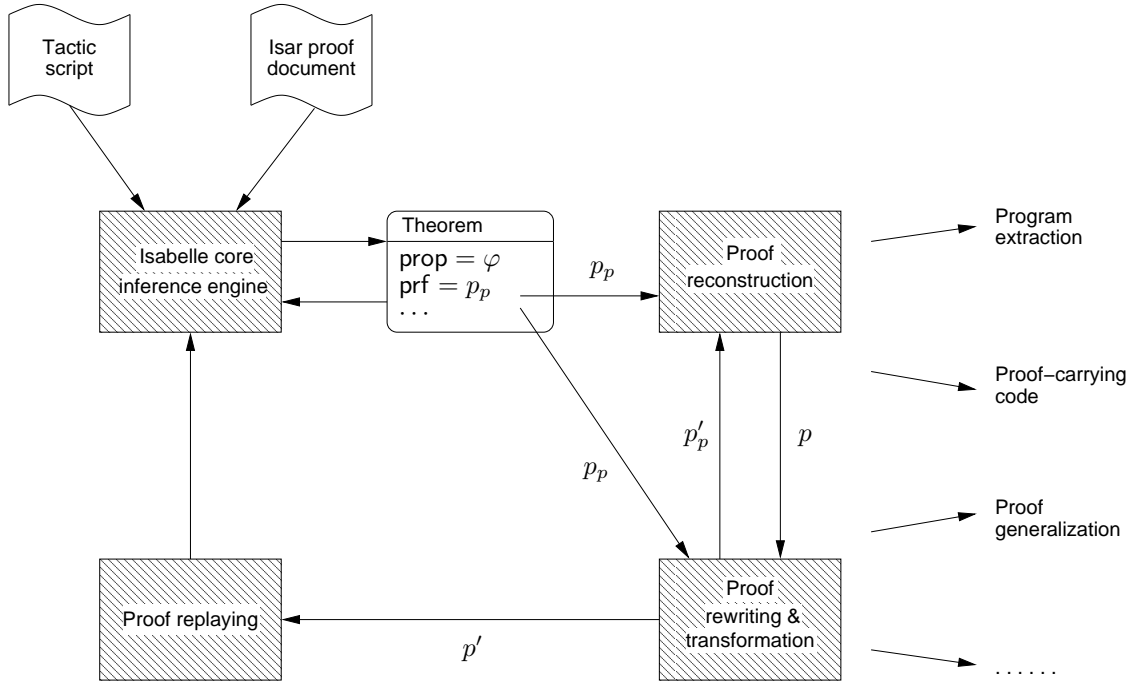 Tactic
script
Isar proof
document
Isabelle core
inference engine
Theorem
prop = φ
prf = p_p
. . .
p_p
Proof
reconstruction
Program
extraction
Proof−carrying
code
p_p
p'_p
p
Proof
generalization
Proof replaying
p'
Proof
rewriting &
transformation
. . . . . .